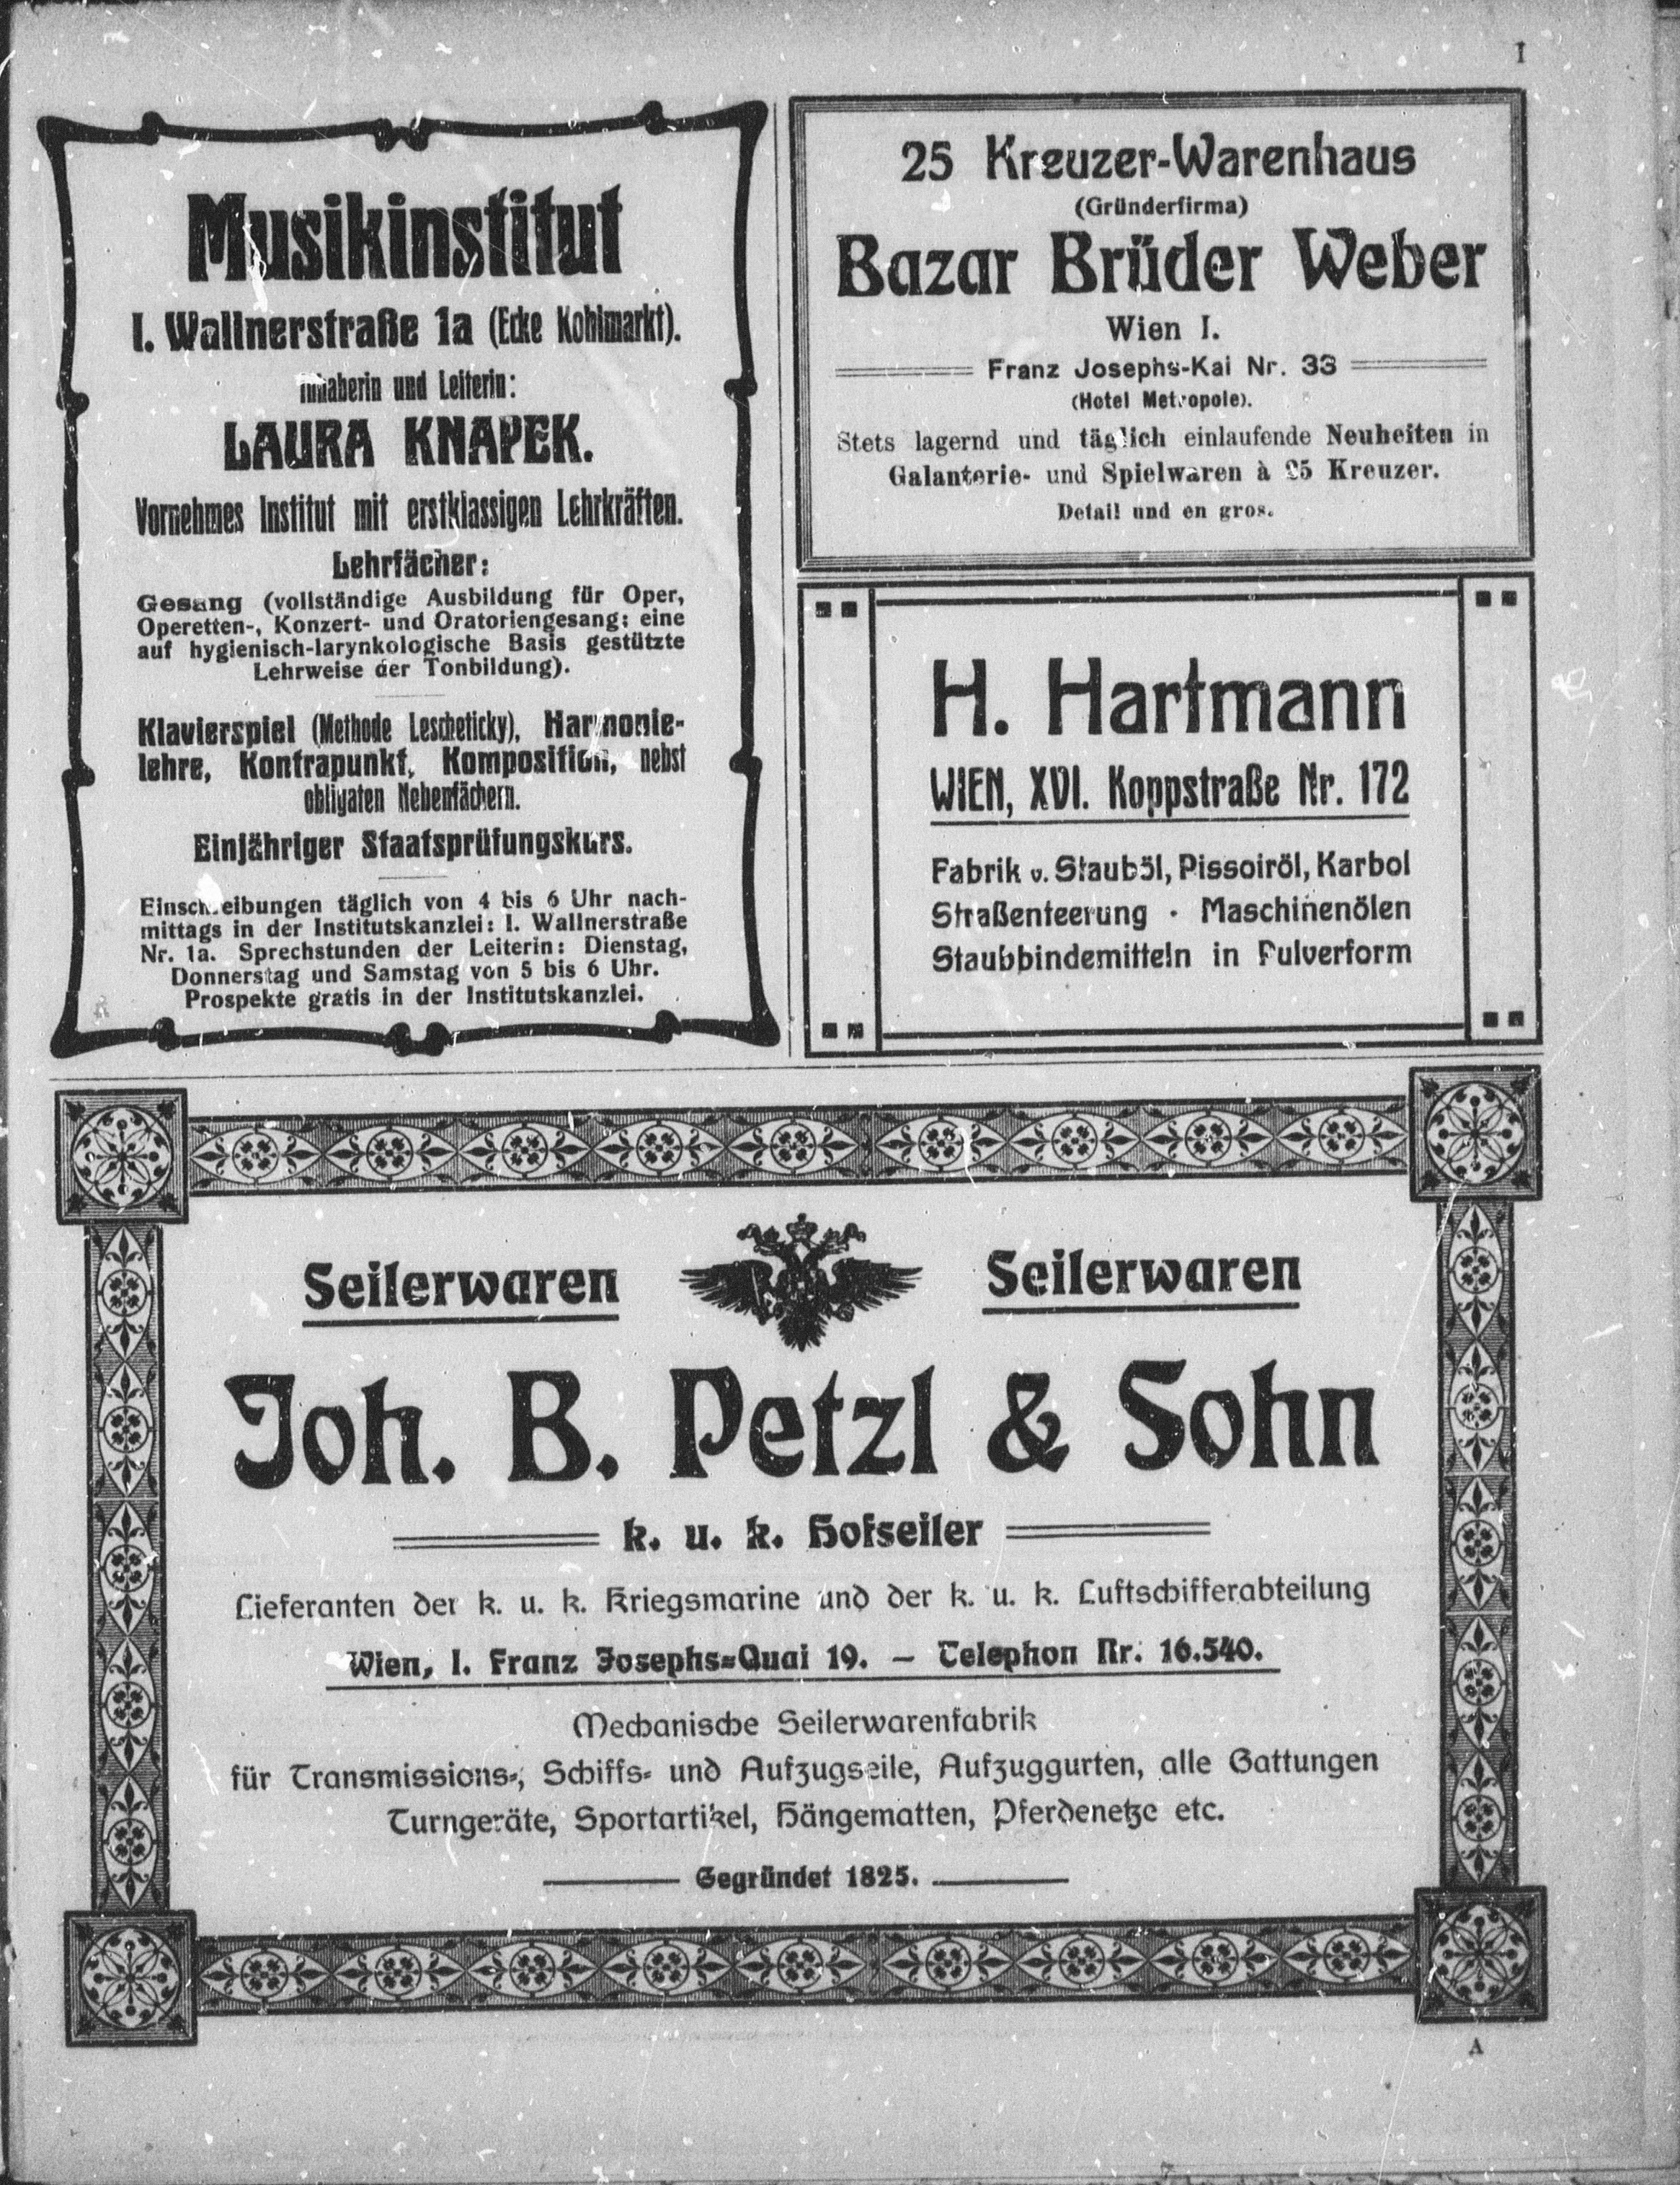 I
Musikinstitut
I. Wallnerstraße 1a (Ecke Kohlmarkt).
Inhaberin und Leiterin:
LAURA KNAPEK.
Vornehmes Institut mit erstklassigen Lehrkräften.
Lehrfächer:
Gesang (vollständige Ausbildung für Oper,
Operetten-, Konzert- und Oratoriengesang; eine
auf hygienisch-larynkologische Basis gestützte
Lehrweise der Tonbildung).
Klavierspiel (Methode Lescheticky), Harmonie-
lehre, Kontrapunkt, Komposition, nebst
obligaten Nebenfächern.
Einjähriger Staatsprüfungskurs.
Einschreibungen täglich von 4 bis 6 Uhr nach-
mittags in der Institutskanzlei: I. Wallnerstraße
Nr. 1a. Sprechstunden der Leiterin: Dienstag,
Donnerstag und Samstag von 5 bis 6 Uhr.
Prospekte gratis in der Institutskanzlei.
25 Kreuzer-Warenhaus
(Gründerfirma)
Bazar Brüder Weber
Wien I.
Franz Josephs-Kai Nr. 33
(Hotel Metropole).
Stets lagernd und täglich einlaufende Neuheiten in
Galanterie- und Spielwaren à 25 Kreuzer.
Detail und en gros.
H. Hartmann
WIEN, XVI. Koppstraße Nr. 172
Fabrik v. Stauböl, Pissoiröl, Karbol
Straßenteerung · Maschinenölen
Staubbindemitteln in Pulverform
Seilerwaren Seilerwaren
Joh. B. Petzl & Sohn
k. u. k. Hofseiler
Lieferanten der k. u. k. Kriegsmarine und der k. u. k. Luftschifferabteilung
Wien, I. Franz Josephs-Quai 19. — Telephon Nr. 16.540.
Mechanische Seilerwarenfabrik
für Transmissions-, Schiffs- und Aufzugseile, Aufzuggurten, alle Gattungen
Turngeräte, Sportartikel, Hängematten, Pferdenetze etc.
Gegründet 1825.
A